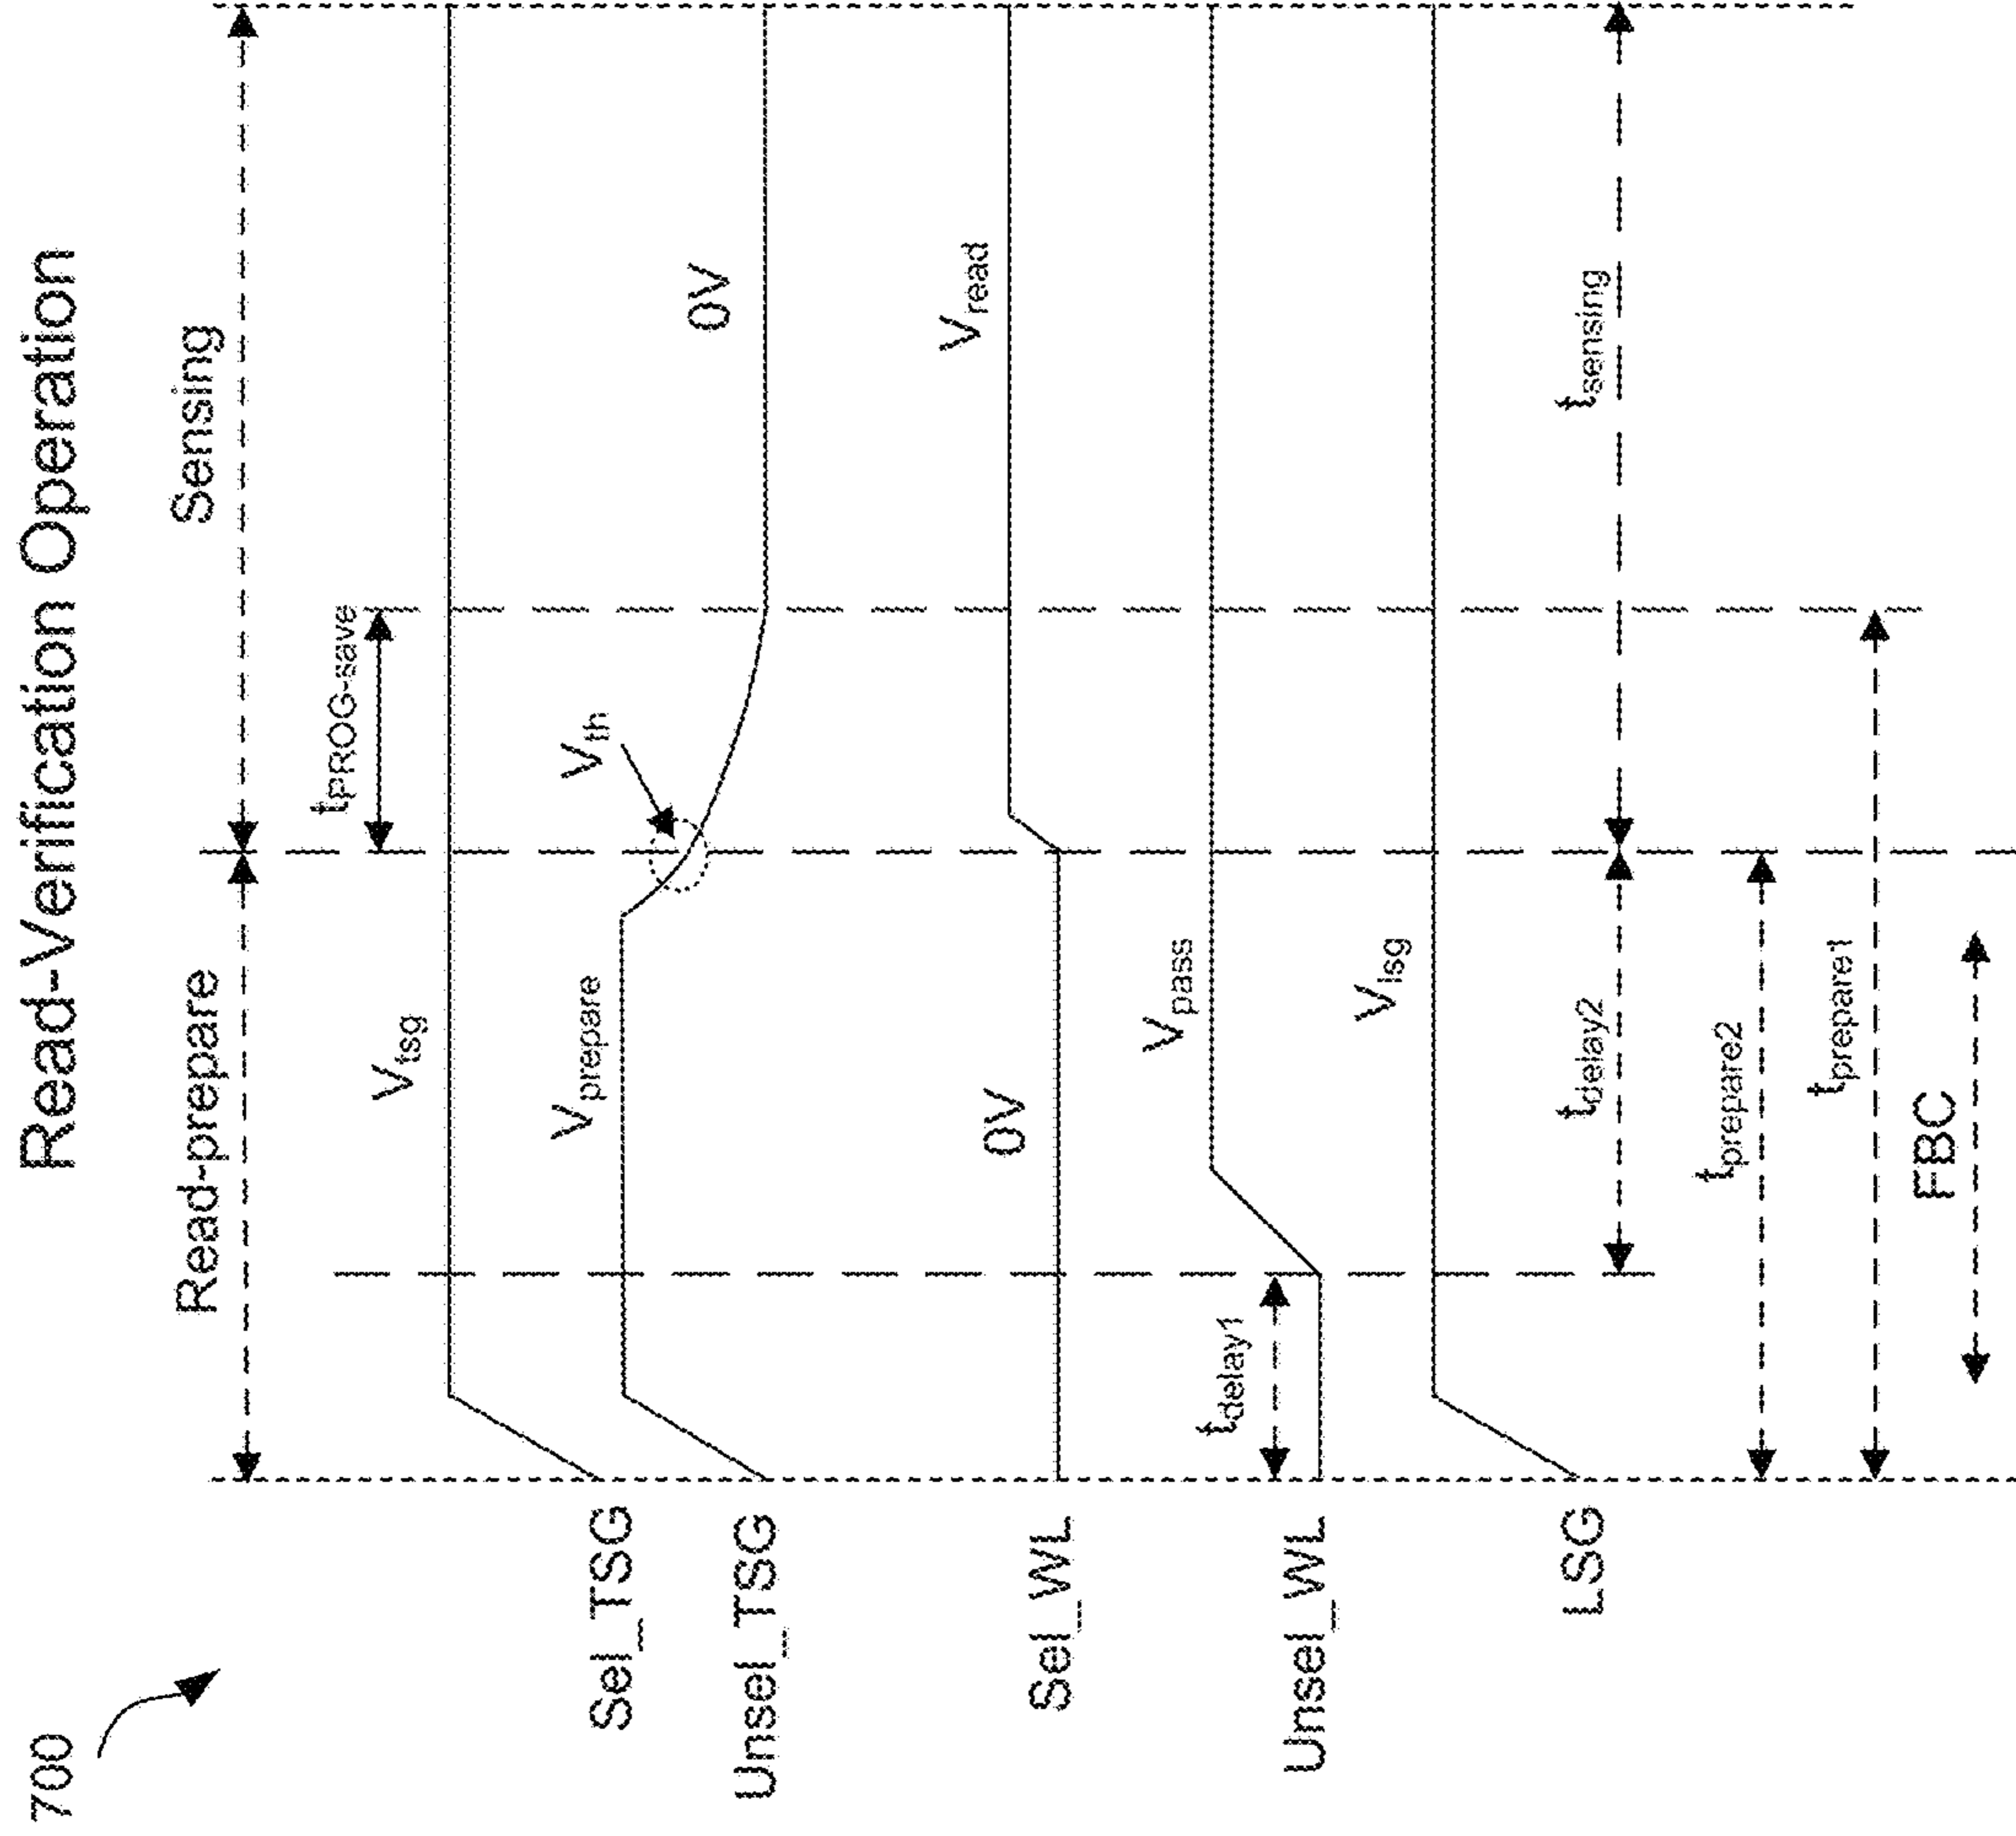 700
Read-Verification Operation
Read-prepare
Sensing
tPROG-save
Sel_TSG
Vtsg
Unsel_TSG
Vprepare
Vth
0V
Sel_WL
0V
Vread
Unsel_WL
tdelay1
Vpass
LSG
Vlsg
tdelay2
tsensing
tprepare2
tprepare1
FBC